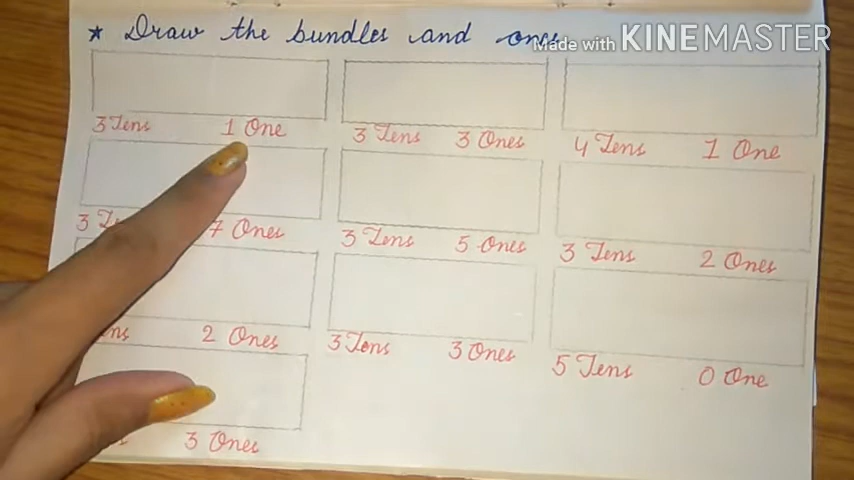 * Draw the bundles and ones
Made with KINEMASTER
3 Tens 1 One 3 Tens 3 Ones 4 Tens 1 One
3 7 Ones 3 Tens 5 Ones 3 Tens 2 Ones
2 Ones 3 Tens 3 Ones 5 Tens 0 One
3 Ones